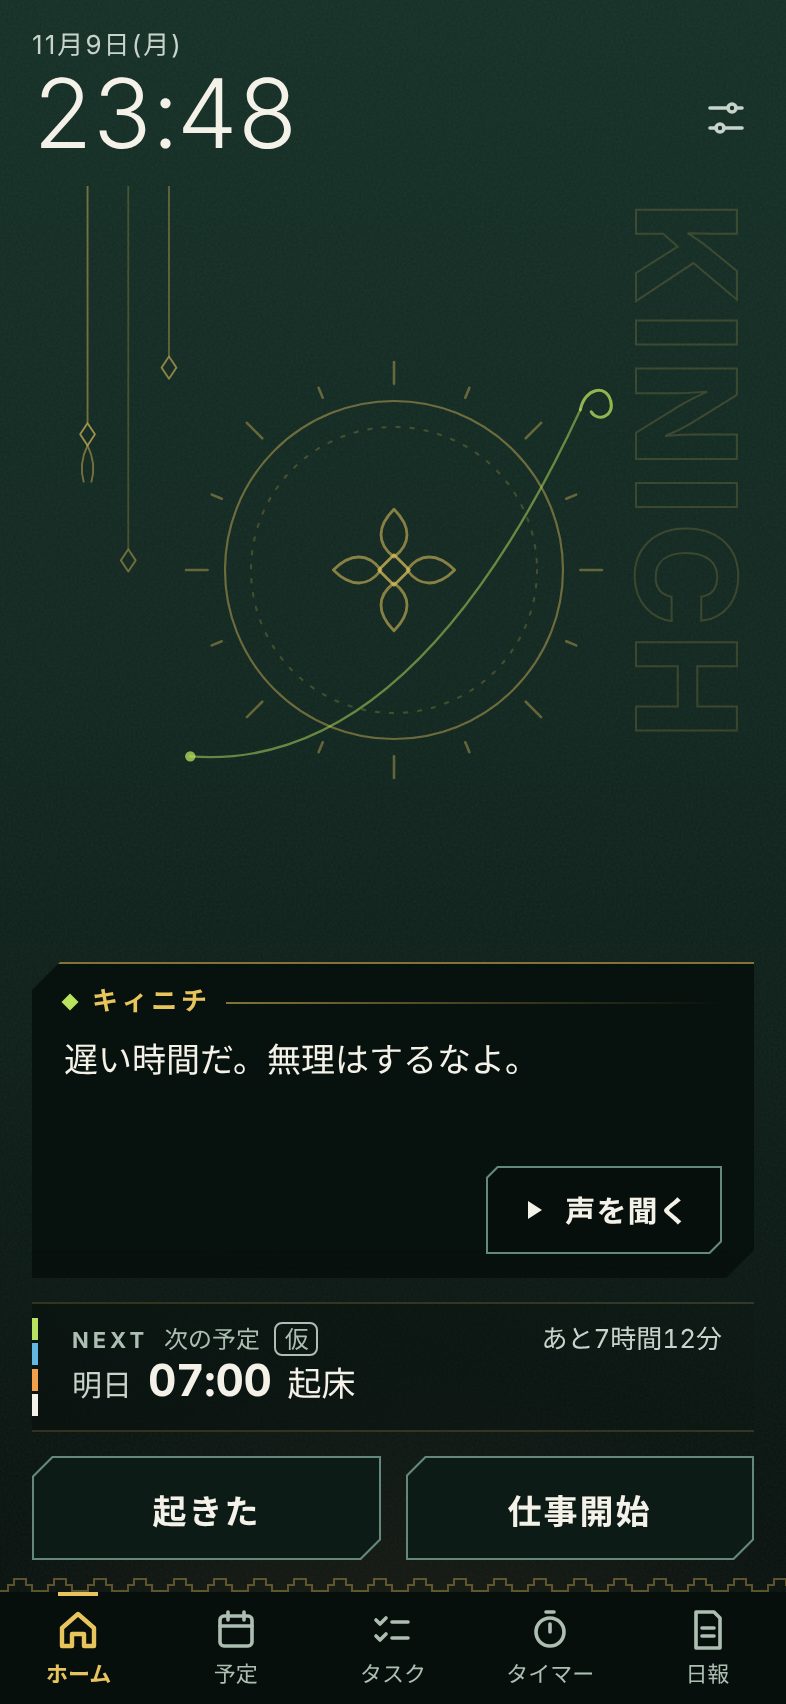 11月9日(月)
23:48
KINICH
キィニチ
遅い時間だ。無理はするなよ。
声を聞く
NEXT 次の予定 仮 あと7時間12分
明日 07:00 起床
起きた 仕事開始
ホーム 予定 タスク タイマー 日報